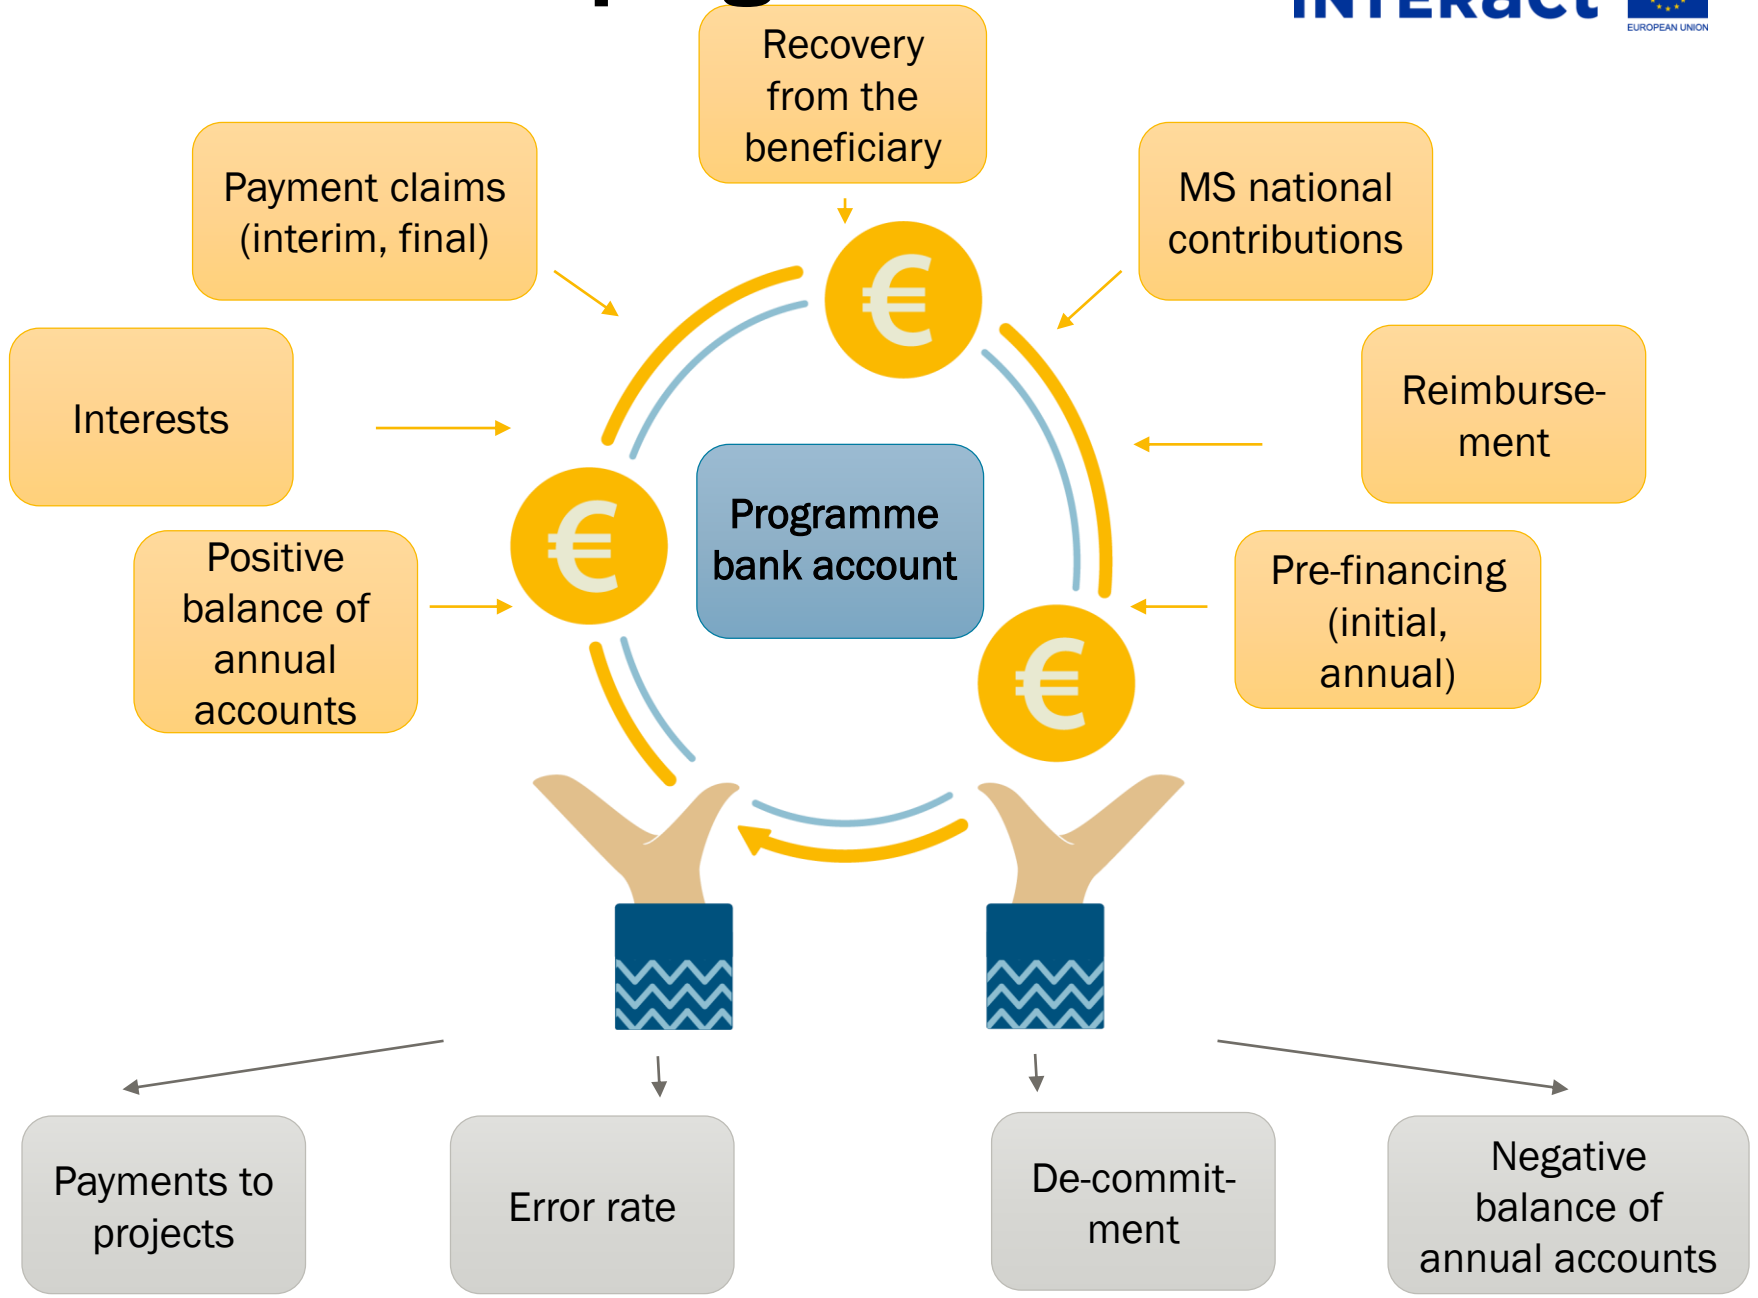 EUROPEAN UNION
Recovery
from the
beneficiary
Payment claims
(interim, final)
MS national
contributions
Interests
Reimburse-
ment
Programme
bank account
Positive
balance of
annual
accounts
Pre-financing
(initial,
annual)
€
€
€
Payments to
projects
Error rate
De-commit-
ment
Negative
balance of
annual accounts